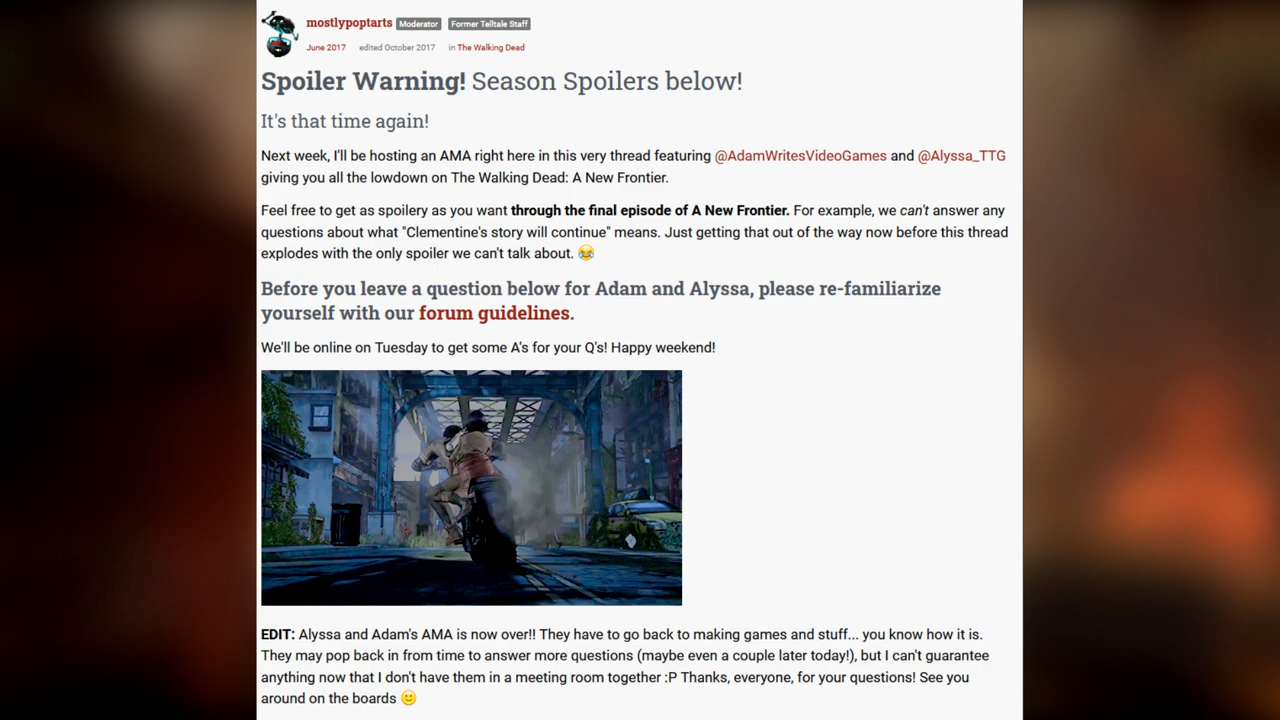 mostlypoptarts Moderator Former Telltale Staff
June 2017 edited October 2017 in The Walking Dead
Spoiler Warning! Season Spoilers below!
It's that time again!
Next week, I'll be hosting an AMA right here in this very thread featuring @AdamWritesVideoGames and @Alyssa_TTG
giving you all the lowdown on The Walking Dead: A New Frontier.
Feel free to get as spoilery as you want through the final episode of A New Frontier. For example, we can't answer any
questions about what "Clementine's story will continue" means. Just getting that out of the way now before this thread
explodes with the only spoiler we can't talk about. 😂
Before you leave a question below for Adam and Alyssa, please re-familiarize
yourself with our forum guidelines.
We'll be online on Tuesday to get some A's for your Q's! Happy weekend!
EDIT: Alyssa and Adam's AMA is now over!! They have to go back to making games and stuff... you know how it is.
They may pop back in from time to answer more questions (maybe even a couple later today!), but I can't guarantee
anything now that I don't have them in a meeting room together :P Thanks, everyone, for your questions! See you
around on the boards 🙂